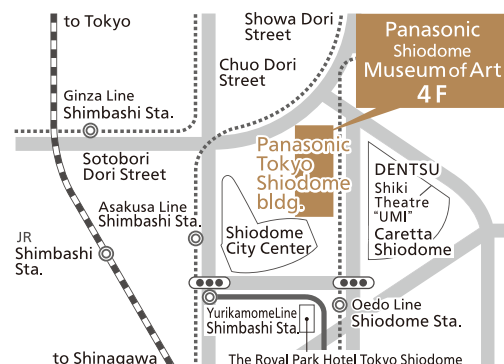 to Tokyo
Showa Dori
Street
Panasonic
Shiodome
Museum of Art
4F
Chuo Dori
Street
Ginza Line
Shimbashi Sta.
Sotobori
Dori Street
Panasonic
Tokyo
Shiodome
bldg.
DENTSU
Shiki
Theatre
"UMI"
Caretta
Shiodome
Asakusa Line
Shimbashi Sta.
Shiodome
City Center
JR
Shimbashi
Sta.
YurikamomeLine
Shimbashi Sta.
Oedo Line
Shiodome Sta.
to Shinagawa
The Royal Park Hotel Tokyo Shiodome